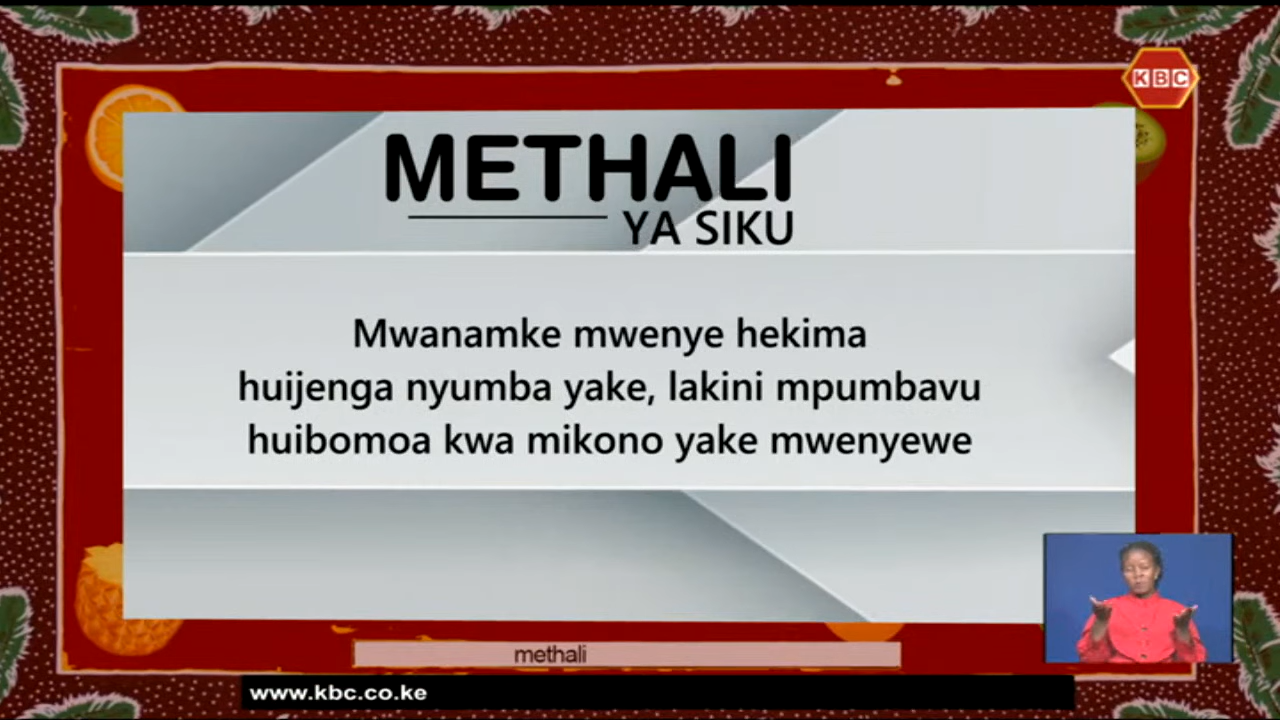 KBC
METHALI
YA SIKU
Mwanamke mwenye hekima
huijenga nyumba yake, lakini mpumbavu
huibomoa kwa mikono yake mwenyewe
methali
www.kbc.co.ke